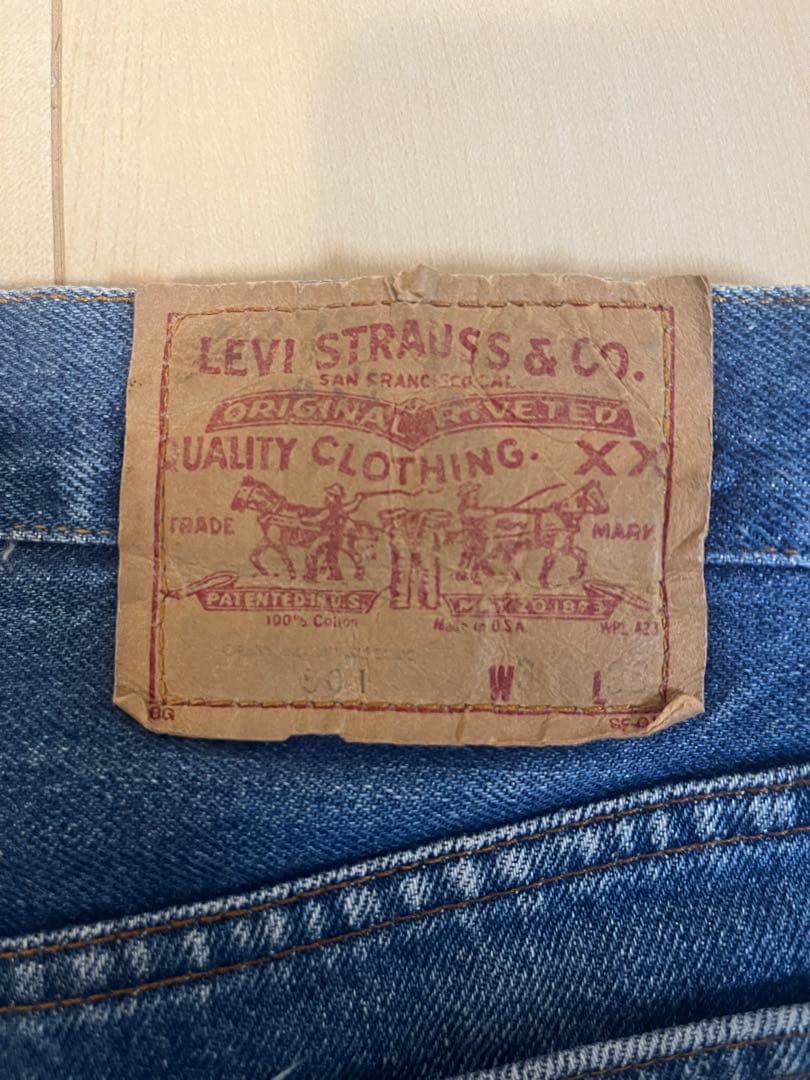 LEVI STRAUSS & CO.
SAN FRANCISCO CAL.
ORIGINAL RIVETED
QUALITY CLOTHING. XX
TRADE MARK
PATENTED IN U.S. MAY 20 1873
100% Cotton Made in U.S.A. WPL 423
501 W L